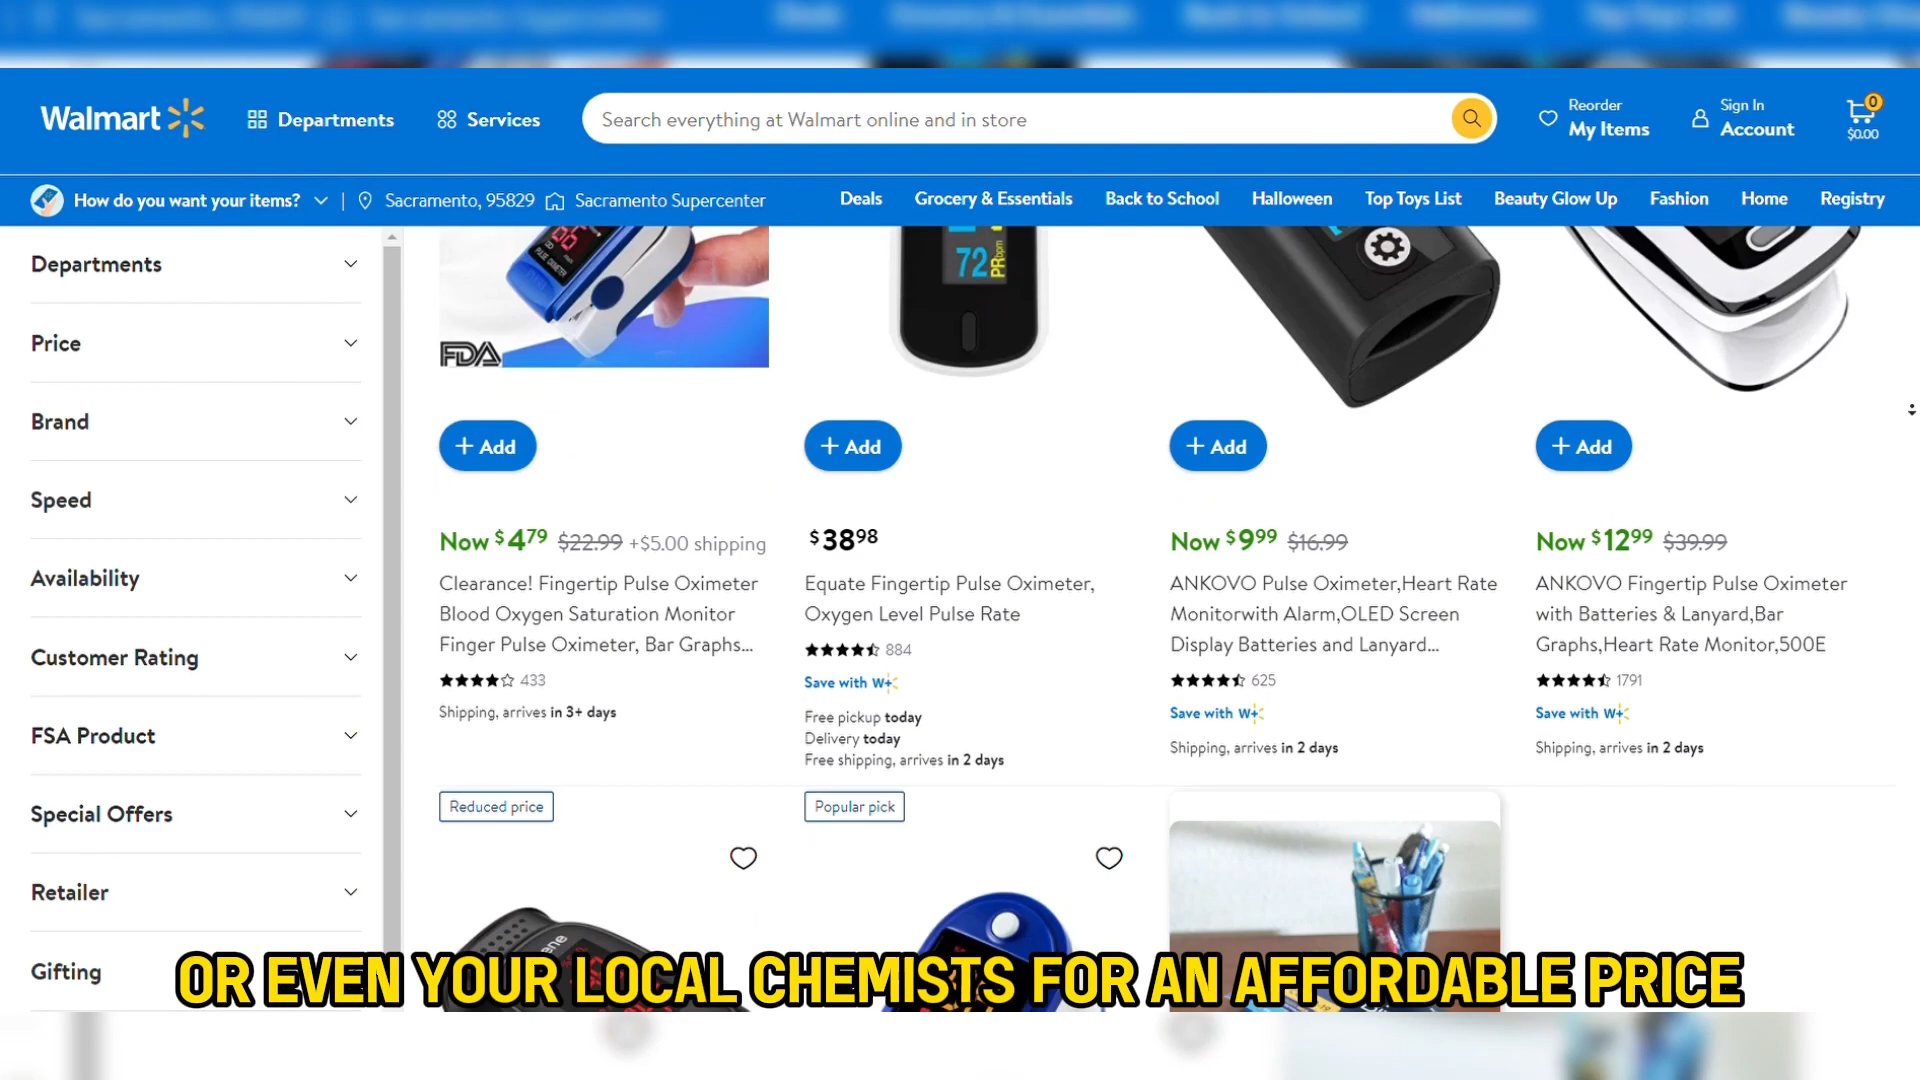 Walmart
Departments
Services
Search everything at Walmart online and in store
Reorder
My Items
Sign In
Account
0
$0.00
How do you want your items?
Sacramento, 95829
Sacramento Supercenter
Deals
Grocery & Essentials
Back to School
Halloween
Top Toys List
Beauty Glow Up
Fashion
Home
Registry
Departments
Price
Brand
Speed
Availability
Customer Rating
FSA Product
Special Offers
Retailer
Gifting
FDA
72
PRbpm
+ Add
+ Add
+ Add
+ Add
Now $4.79 $22.99 +$5.00 shipping
Clearance! Fingertip Pulse Oximeter
Blood Oxygen Saturation Monitor
Finger Pulse Oximeter, Bar Graphs...
433
Shipping, arrives in 3+ days
$38.98
Equate Fingertip Pulse Oximeter,
Oxygen Level Pulse Rate
884
Save with W+
Free pickup today
Delivery today
Free shipping, arrives in 2 days
Now $9.99 $16.99
ANKOVO Pulse Oximeter,Heart Rate
Monitorwith Alarm,OLED Screen
Display Batteries and Lanyard...
625
Save with W+
Shipping, arrives in 2 days
Now $12.99 $39.99
ANKOVO Fingertip Pulse Oximeter
with Batteries & Lanyard,Bar
Graphs,Heart Rate Monitor,500E
1791
Save with W+
Shipping, arrives in 2 days
Reduced price
Popular pick
OR EVEN YOUR LOCAL CHEMISTS FOR AN AFFORDABLE PRICE